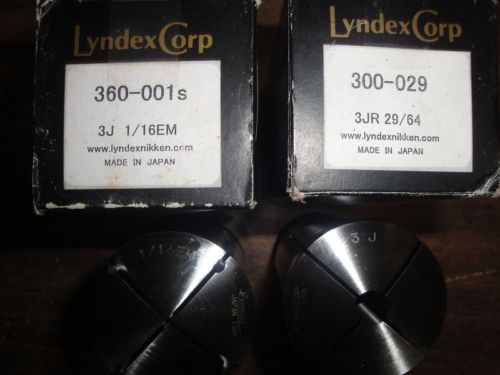 LyndexCorp
360-001s
3J 1/16EM
www.lyndexnikken.com
MADE IN JAPAN
LyndexCorp
300-029
3JR 29/64
www.lyndexnikken.com
MADE IN JAPAN
1/16EM
3-J